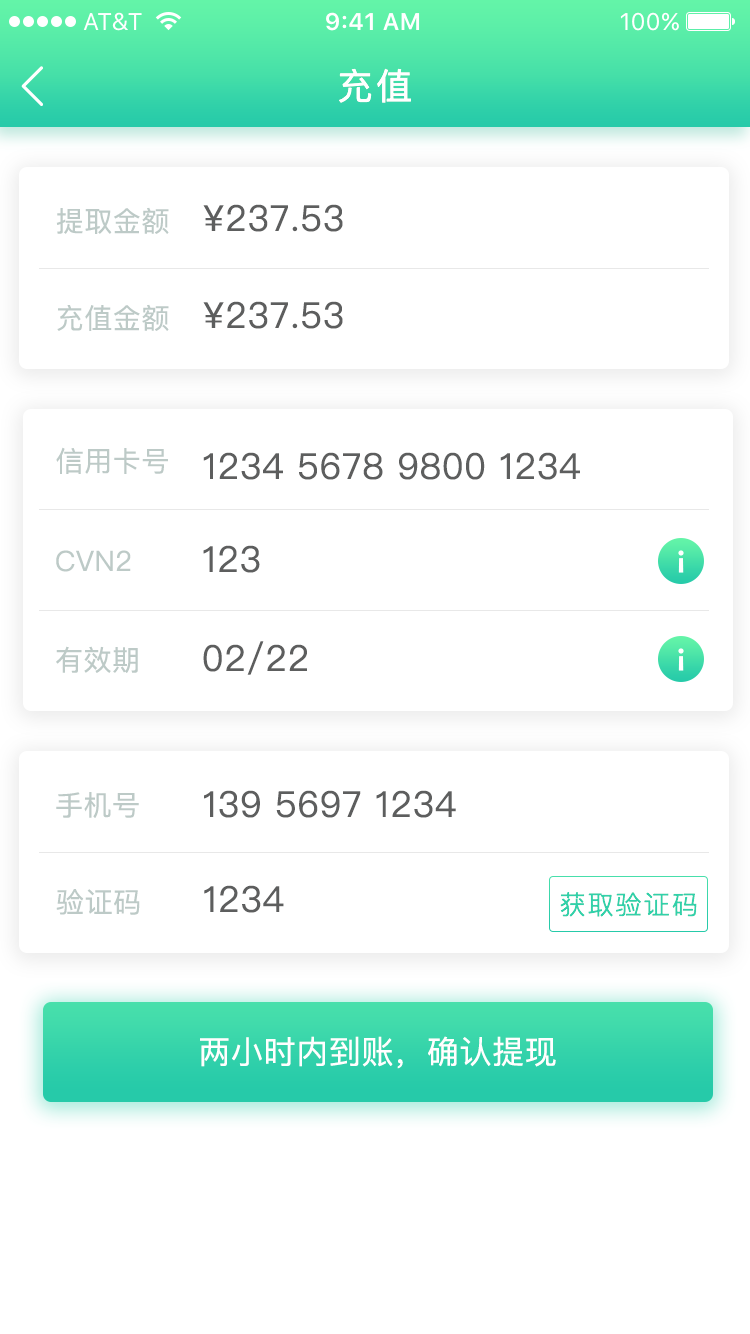 AT&T 9:41 AM 100%
充值
提取金额 ¥237.53
充值金额 ¥237.53
信用卡号 1234 5678 9800 1234
CVN2 123
有效期 02/22
手机号 139 5697 1234
验证码 1234 获取验证码
两小时内到账，确认提现